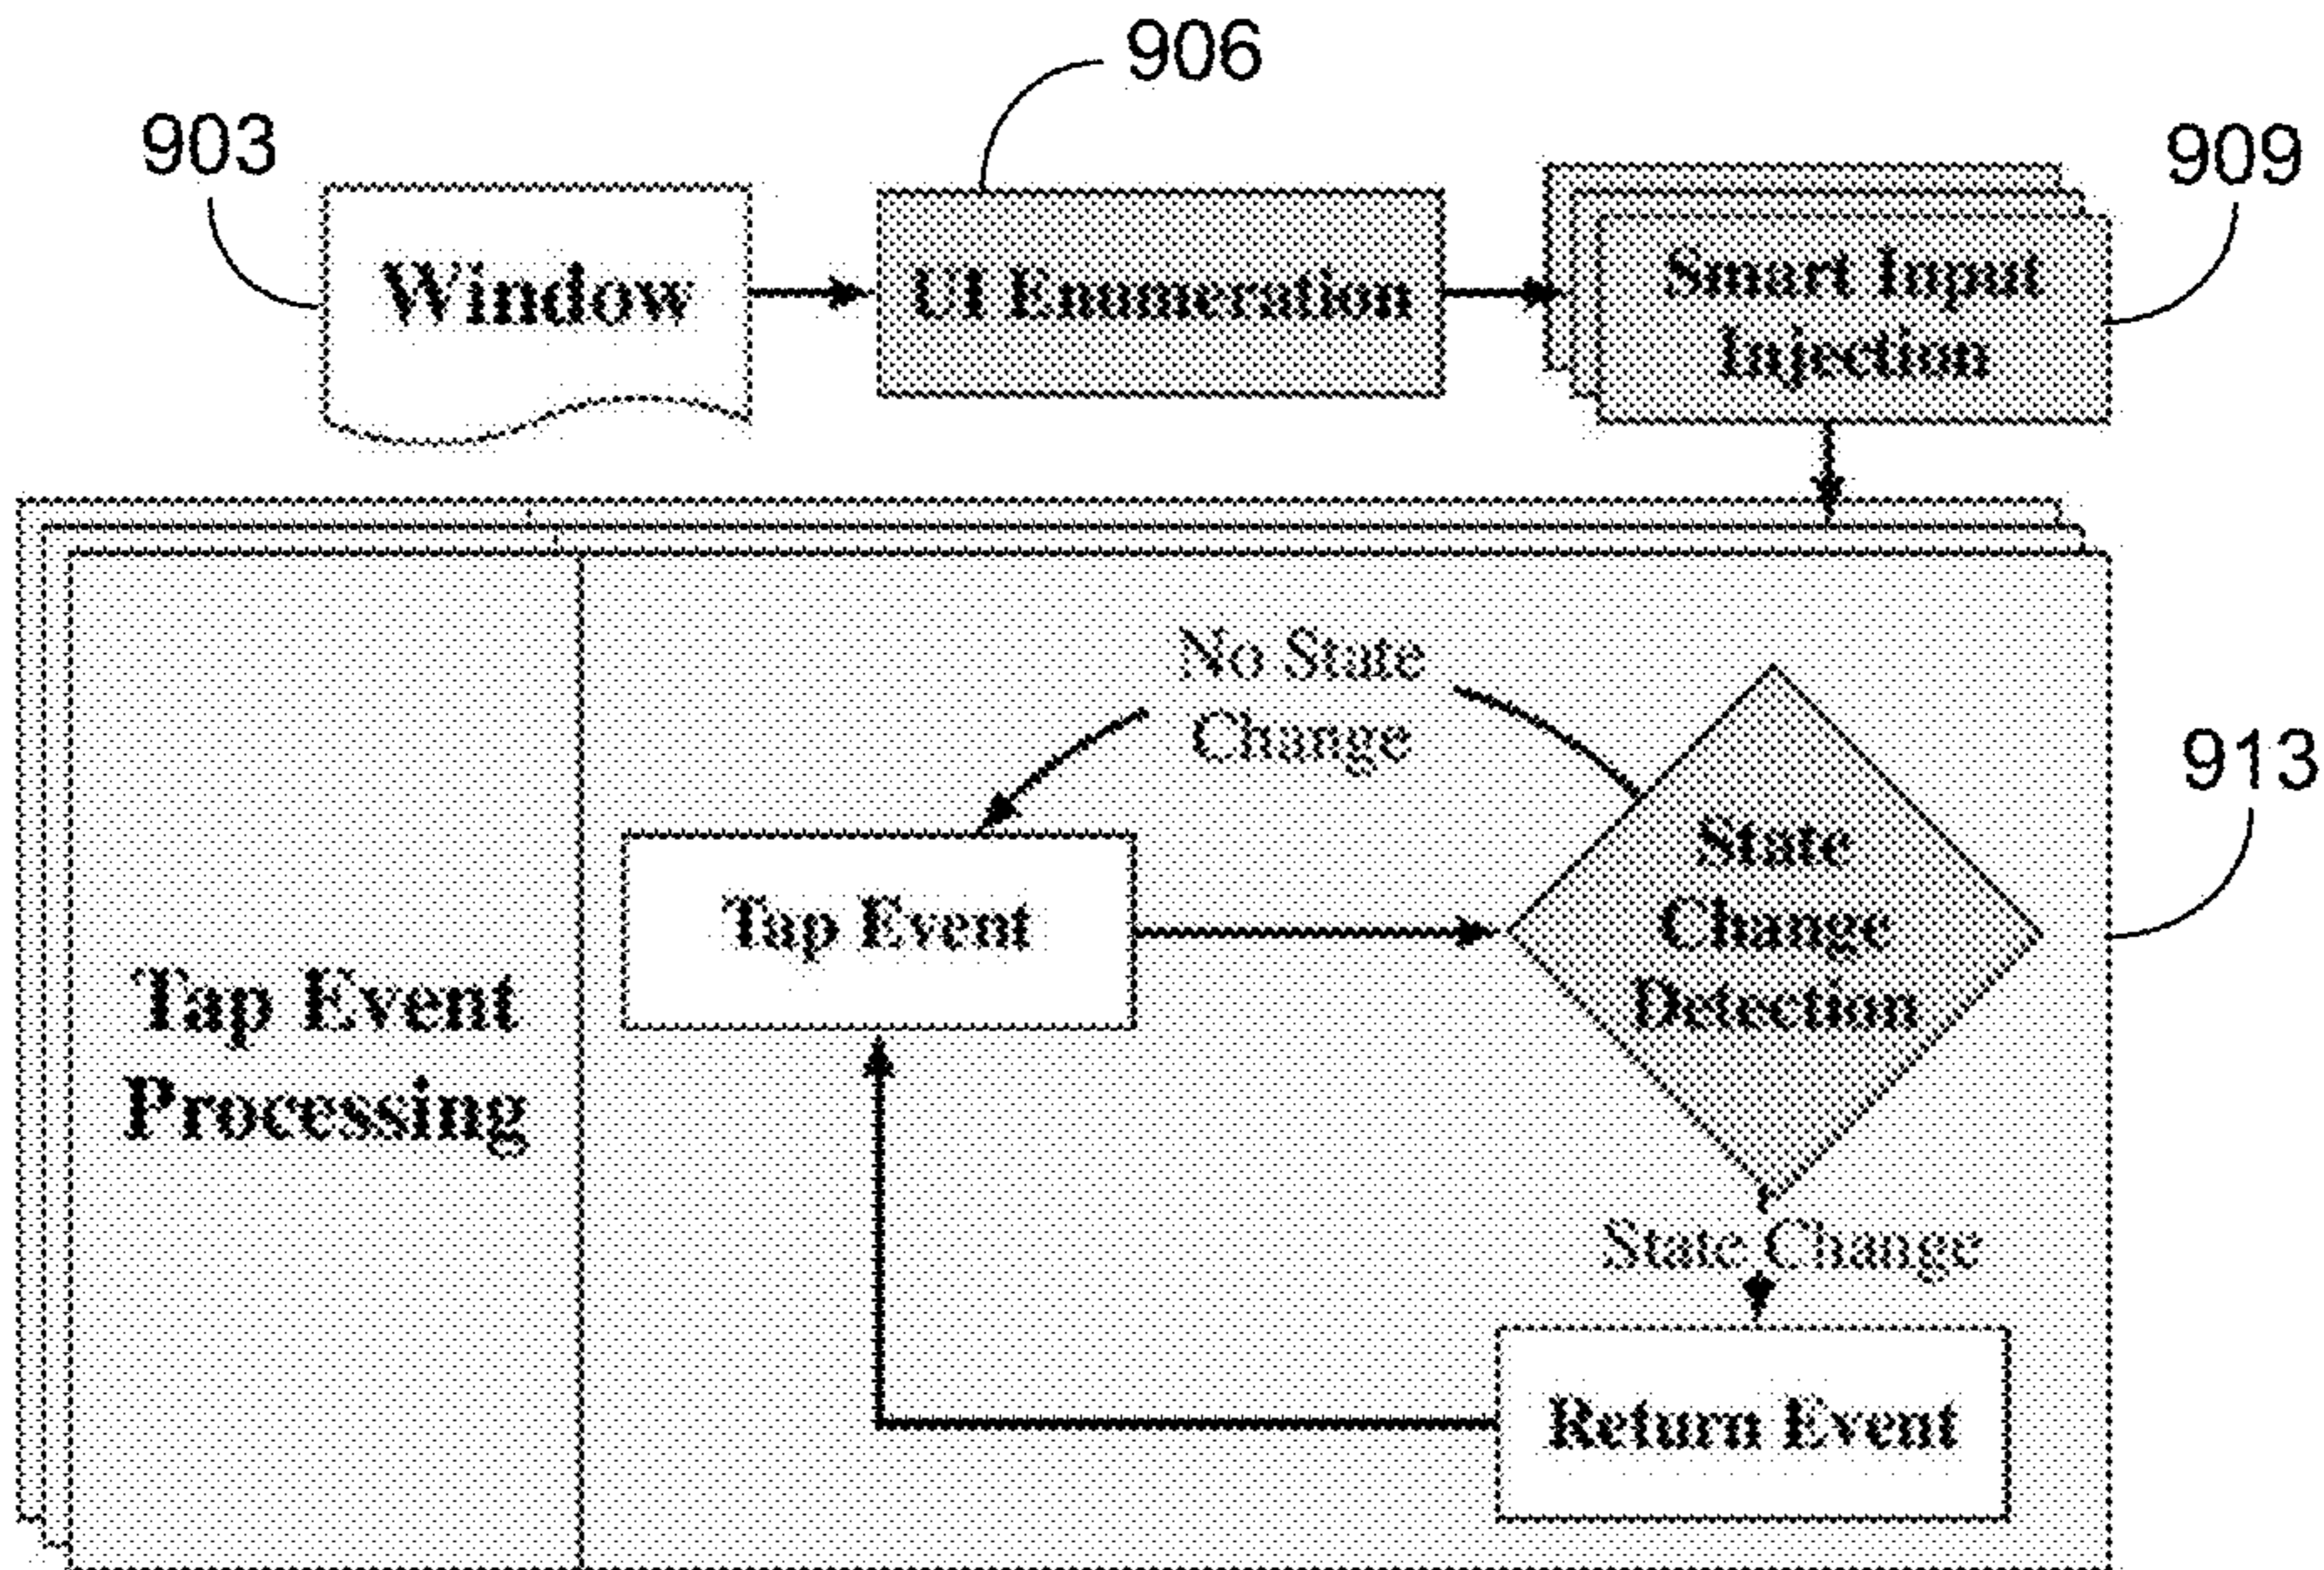 906
903
909
Window
UI Enumeration
Smart Input
Injection
No State
Change
913
State
Change
Detection
Tap Event
Tap Event
Processing
State Change
Return Event